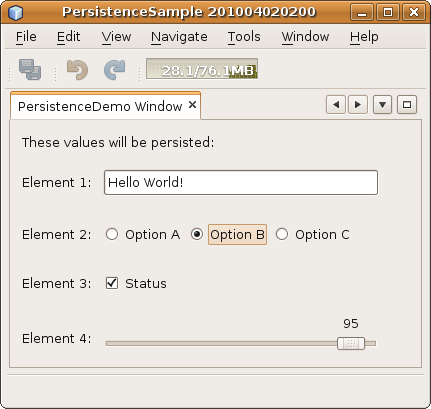 PersistenceSample 201004020200
File Edit View Navigate Tools Window Help
28.1/76.1MB
PersistenceDemo Window
These values will be persisted:
Element 1: Hello World!
Element 2: Option A Option B Option C
Element 3: Status
95
Element 4: